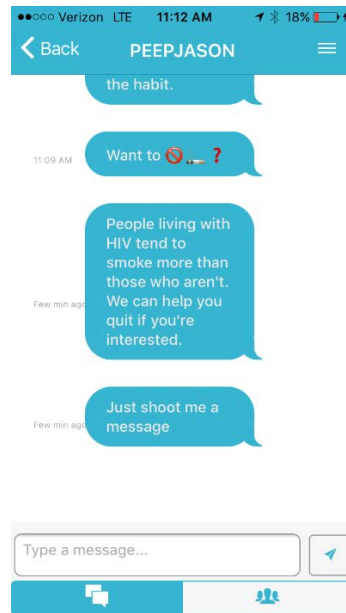 Verizon LTE 11:12 AM 18%
Back PEEPJASON
the habit.
11:09 AM
Want to 🚫🚬❓
People living with
HIV tend to
smoke more than
those who aren't.
Few min ago
We can help you
quit if you're
interested.
Just shoot me a
Few min ago
message
Type a message...